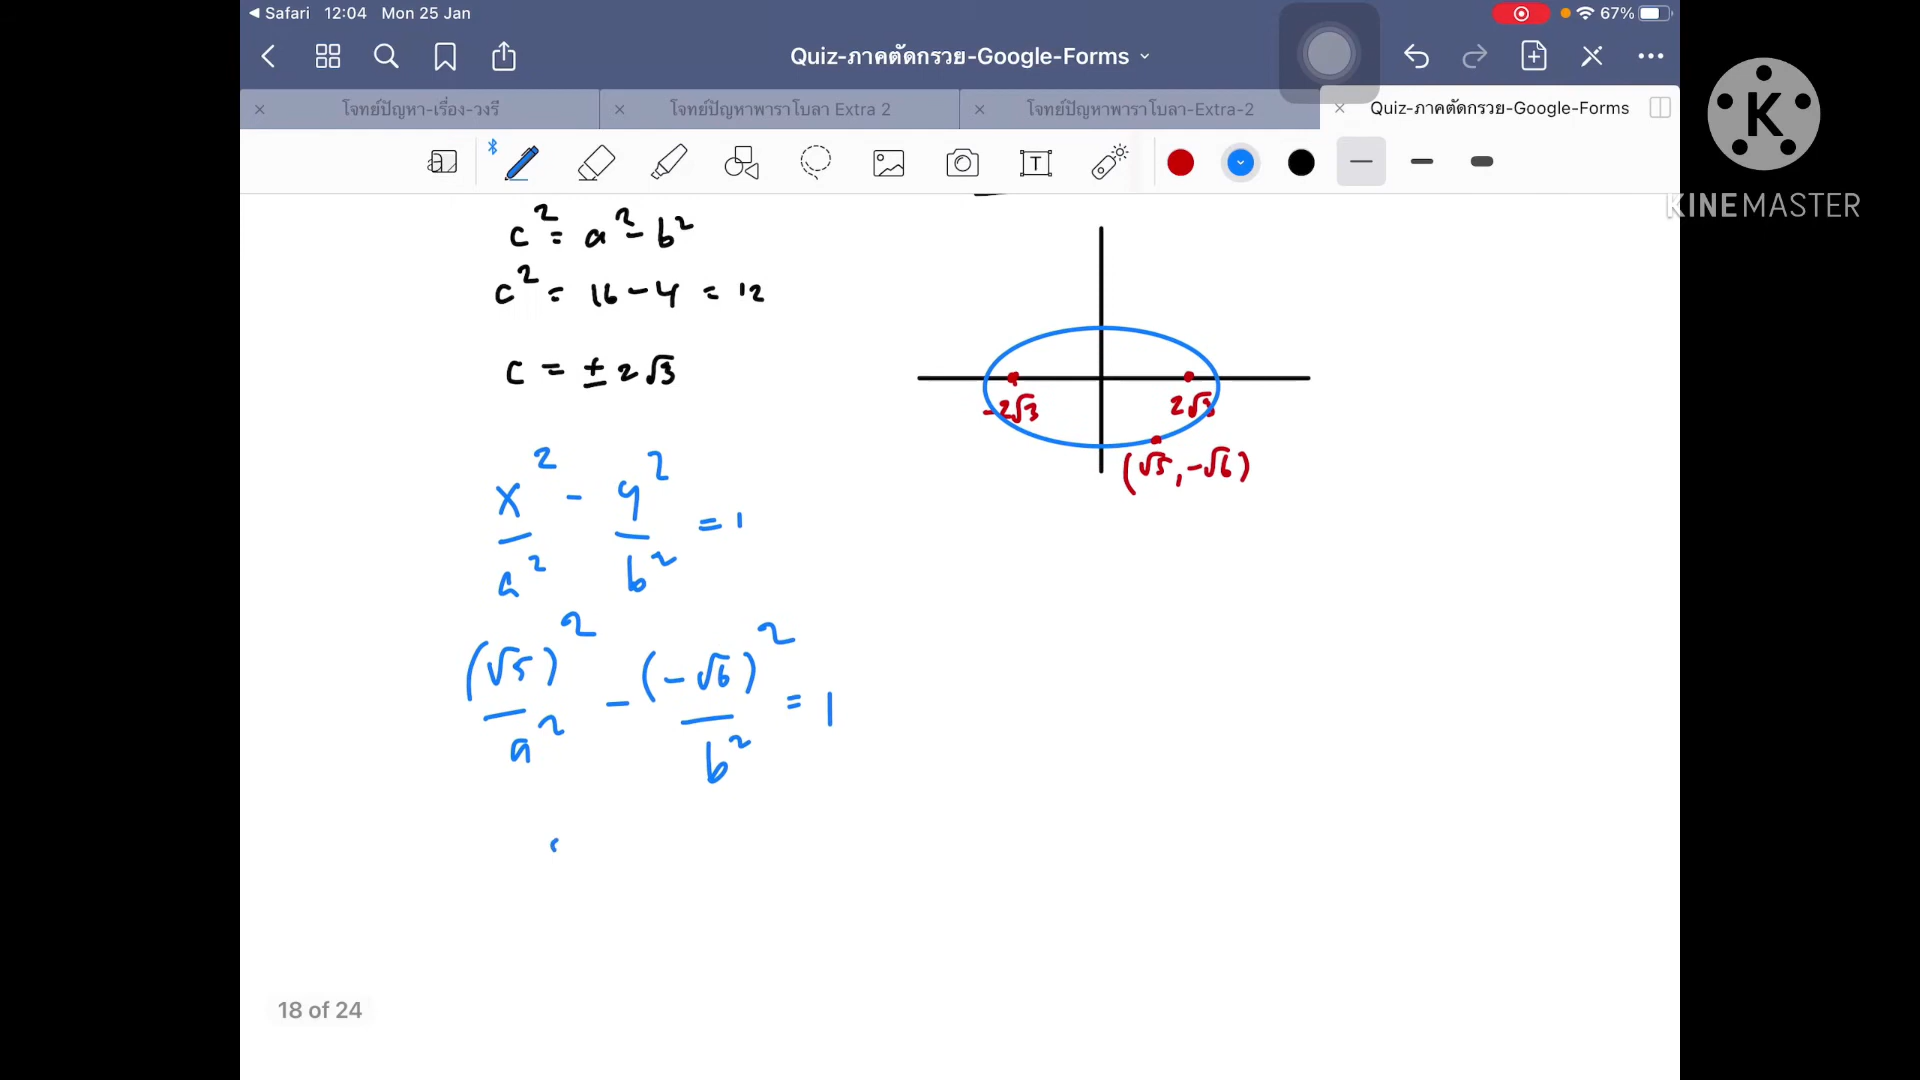 Safari 12:04 Mon 25 Jan 67%
Quiz-ภาคตัดกรวย-Google-Forms
โจทย์ปัญหา-เรื่อง-วงรี โจทย์ปัญหาพาราโบลา Extra 2 โจทย์ปัญหาพาราโบลา-Extra-2 Quiz-ภาคตัดกรวย-Google-Forms
K
KINEMASTER
a
T
c² = a² - b²
c² = 16 - 4 = 12
c = ± 2√3
-2√3 2√3
(√5, -√6)
x²/a² - y²/b² = 1
(√5)²/a² - (-√6)²/b² = 1
18 of 24